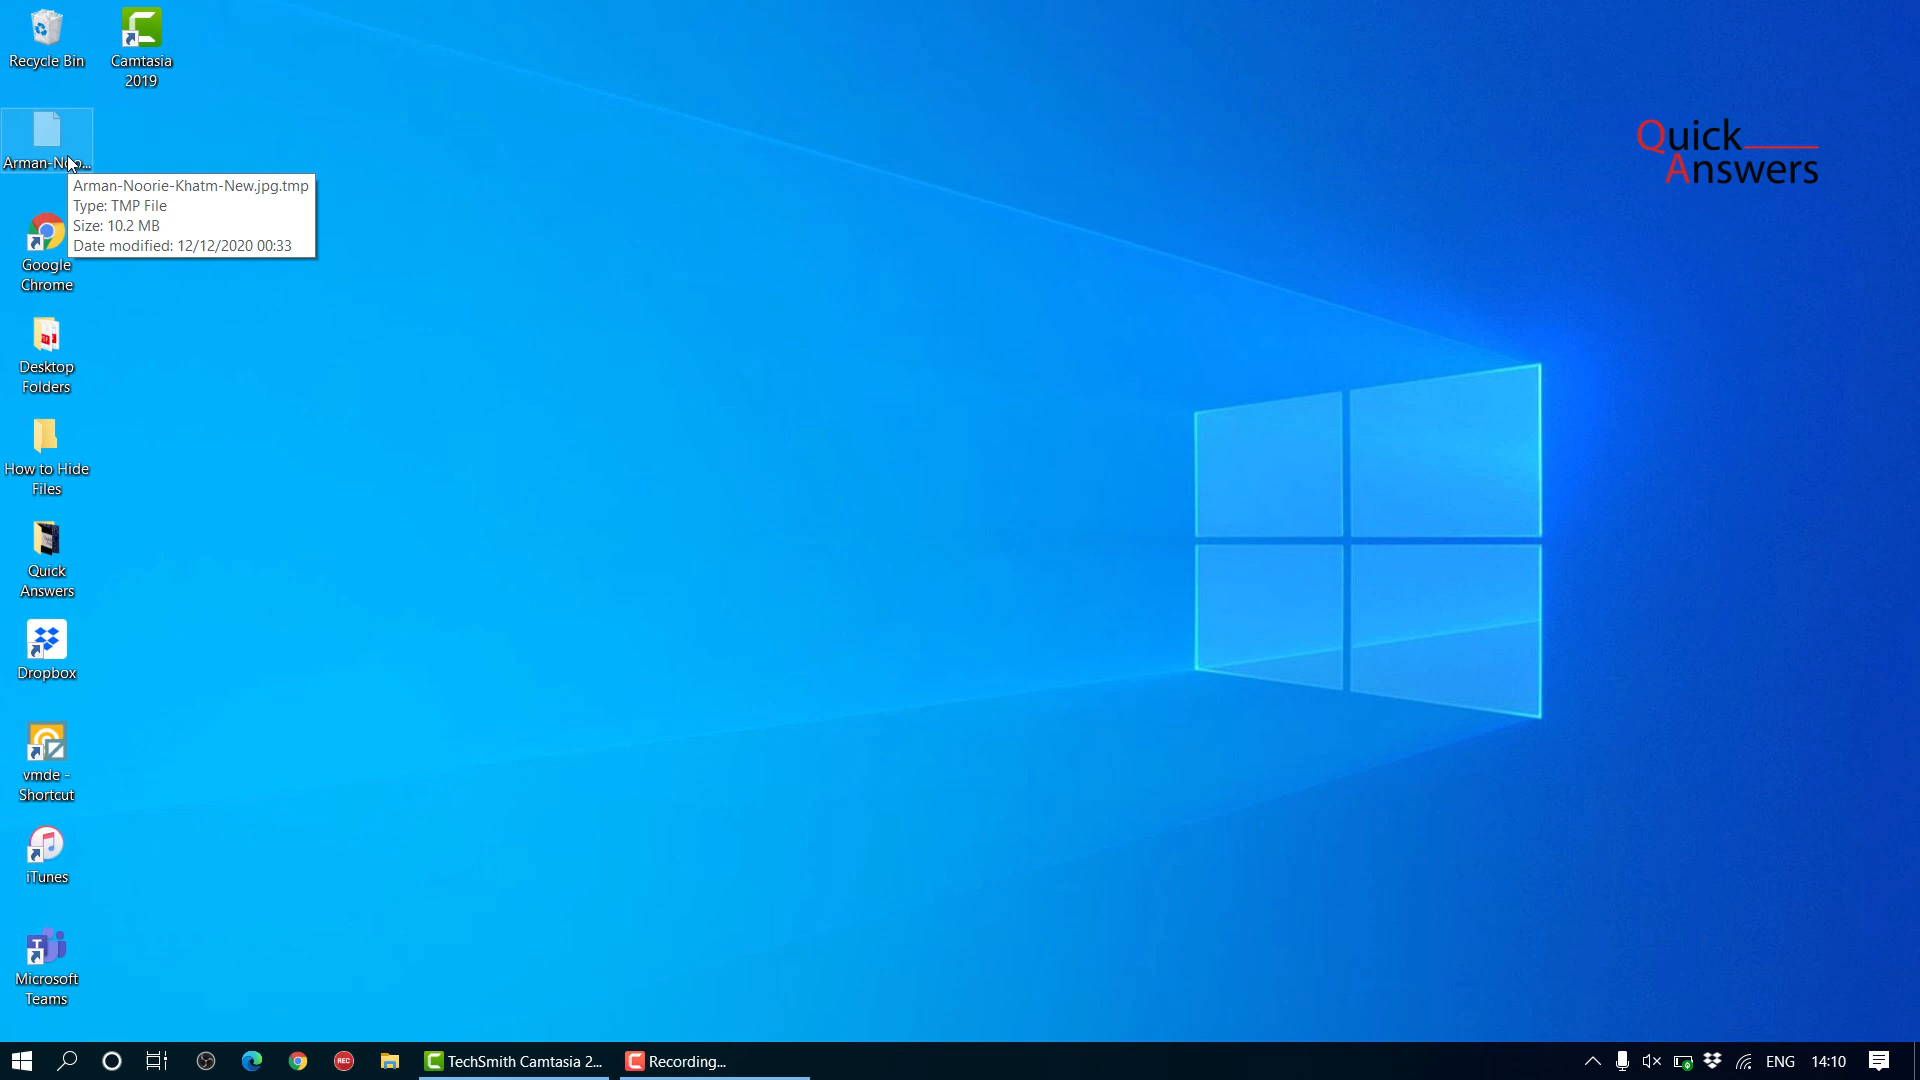 Recycle Bin
Camtasia
2019
Arman-Noo...
Arman-Noorie-Khatm-New.jpg.tmp
Type: TMP File
Size: 10.2 MB
Date modified: 12/12/2020 00:33
Google
Chrome
Desktop
Folders
How to Hide
Files
Quick
Answers
Dropbox
vmde -
Shortcut
iTunes
Microsoft
Teams
Quick
Answers
REC
TechSmith Camtasia 2...
Recording...
ENG
14:10